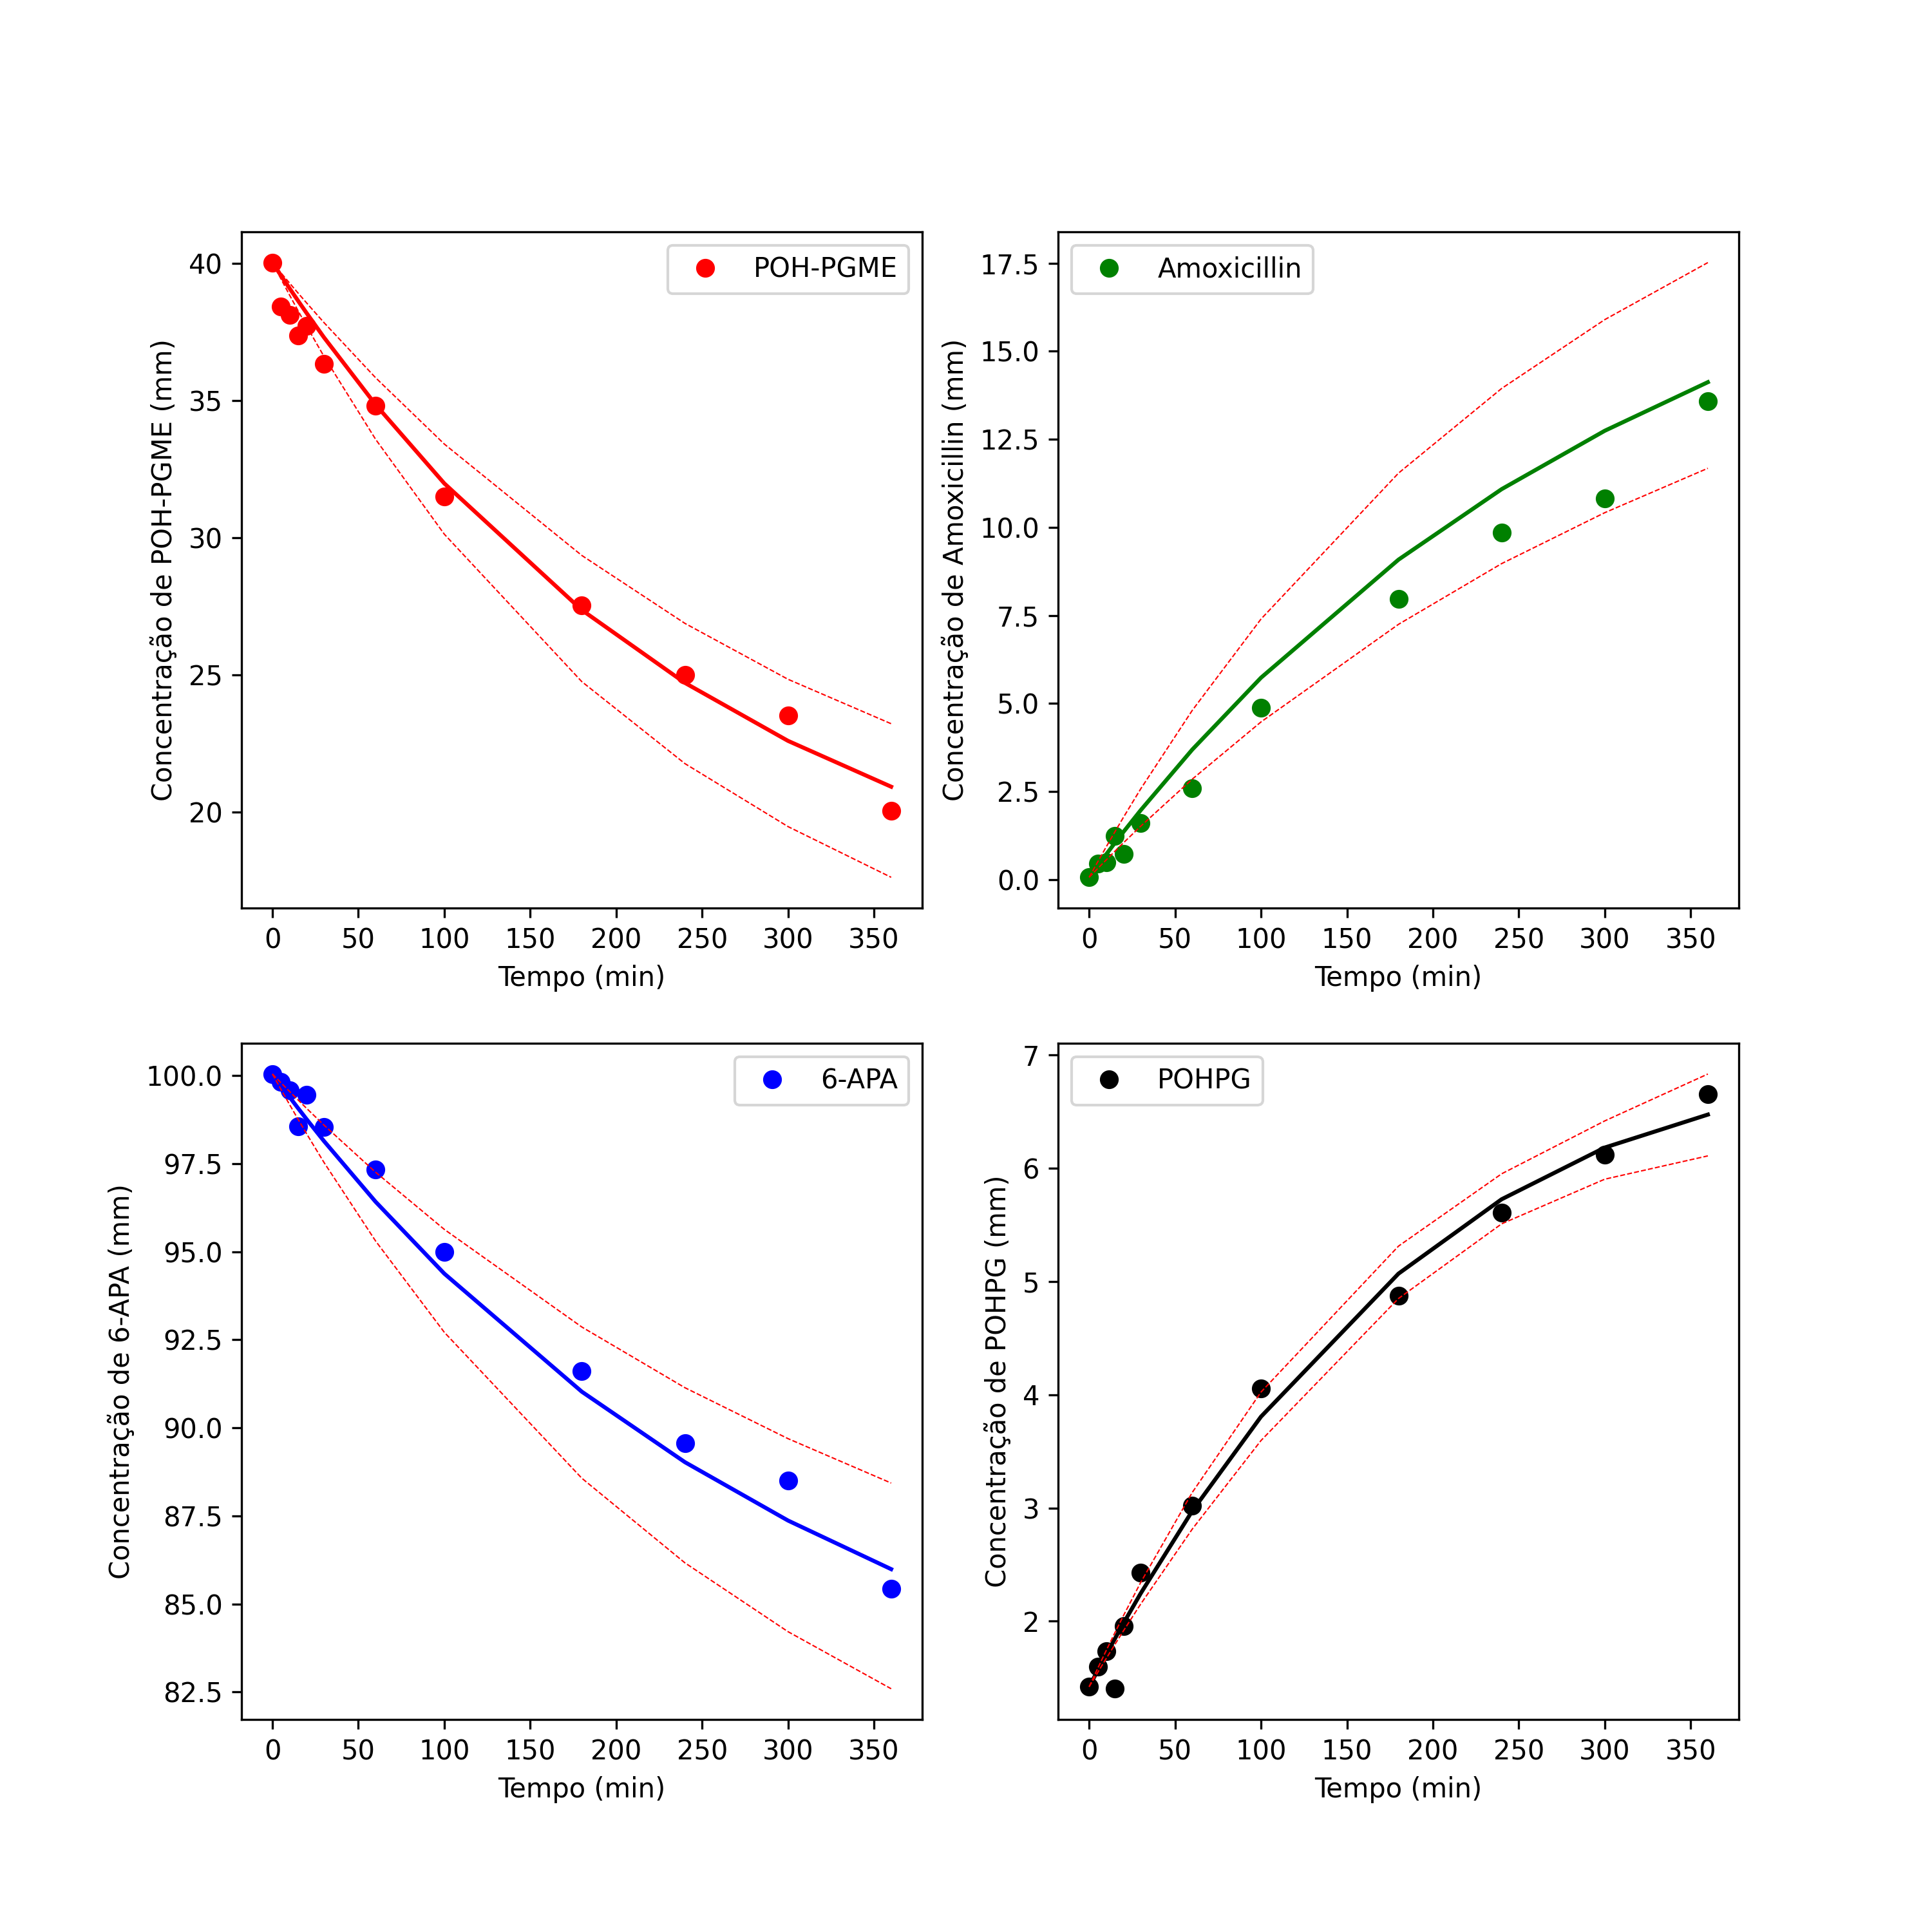 POH-PGME
Concentração de POH-PGME (mm)
40
35
30
25
20
0 50 100 150 200 250 300 350
Tempo (min)
Amoxicillin
Concentração de Amoxicillin (mm)
17.5
15.0
12.5
10.0
7.5
5.0
2.5
0.0
0 50 100 150 200 250 300 350
Tempo (min)
6-APA
Concentração de 6-APA (mm)
100.0
97.5
95.0
92.5
90.0
87.5
85.0
82.5
0 50 100 150 200 250 300 350
Tempo (min)
POHPG
Concentração de POHPG (mm)
7
6
5
4
3
2
0 50 100 150 200 250 300 350
Tempo (min)